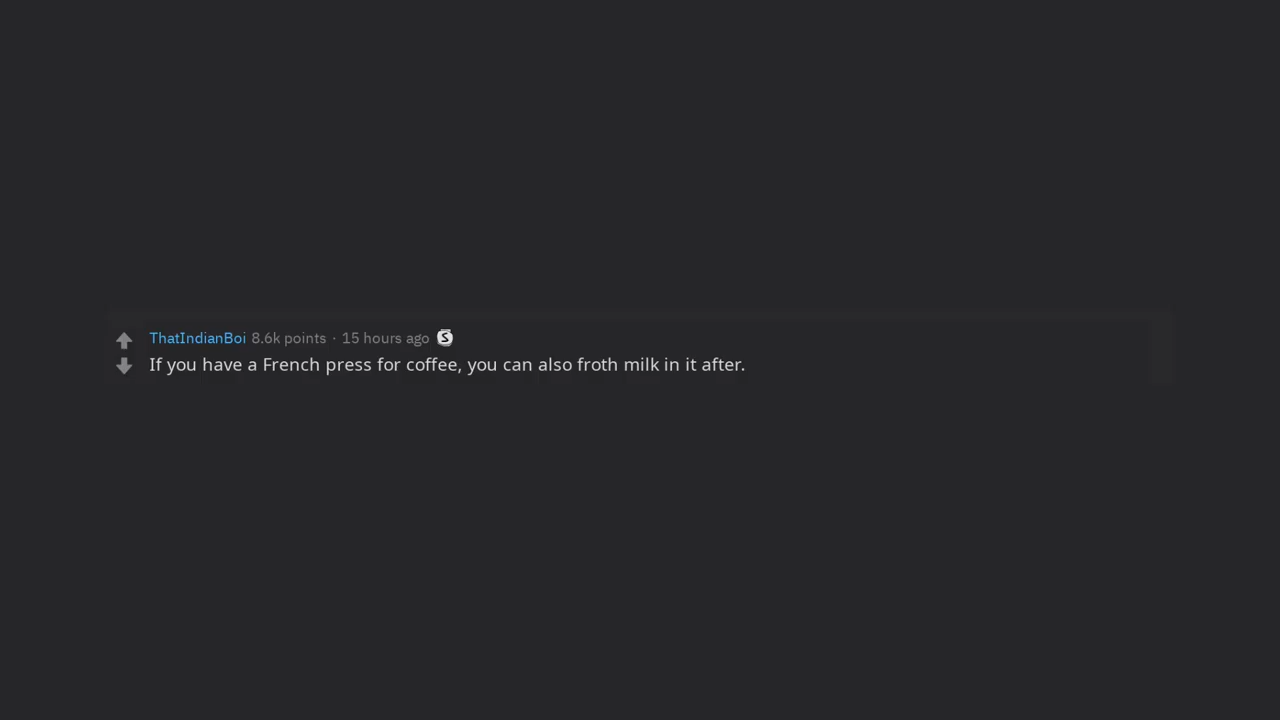 ThatIndianBoi 8.6k points · 15 hours ago S
If you have a French press for coffee, you can also froth milk in it after.